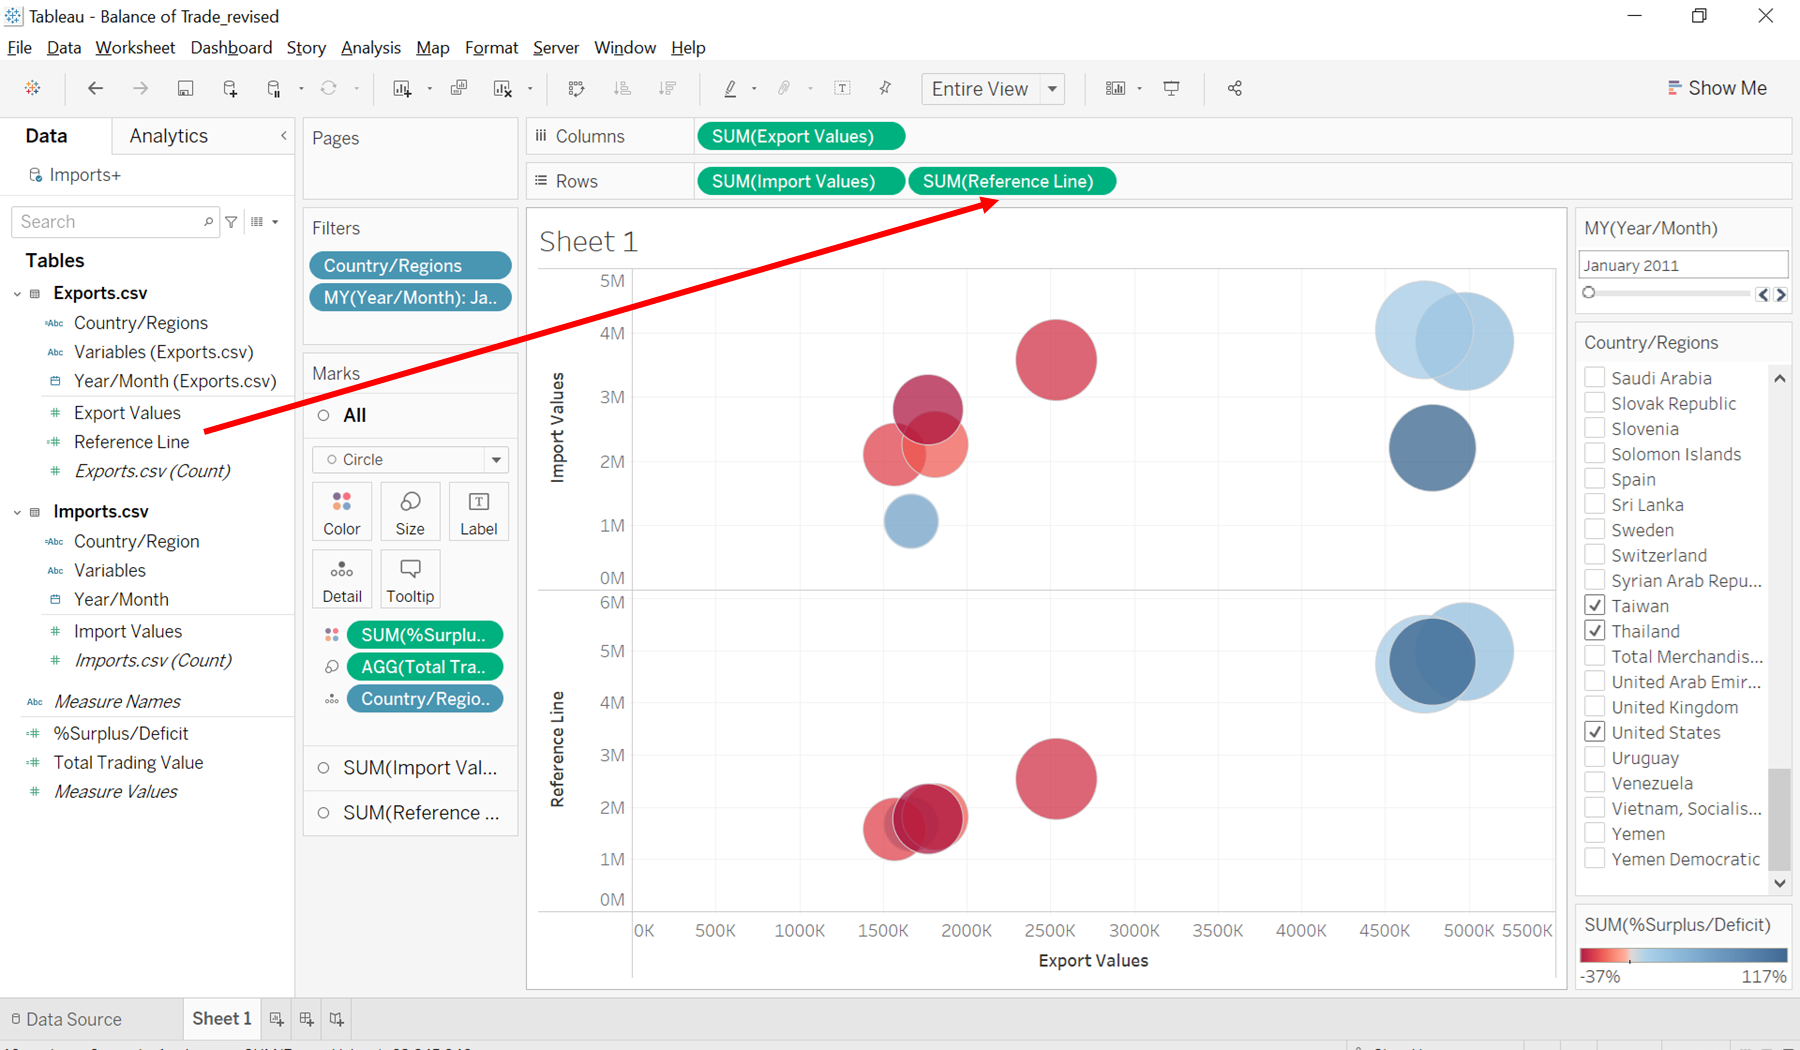 Tableau - Balance of Trade_revised
File Data Worksheet Dashboard Story Analysis Map Format Server Window Help
Entire View
Show Me
Data Analytics
Imports+
Search
Tables
Exports.csv
Abc Country/Regions
Abc Variables (Exports.csv)
Year/Month (Exports.csv)
# Export Values
# Reference Line
# Exports.csv (Count)
Imports.csv
Abc Country/Region
Abc Variables
Year/Month
# Import Values
# Imports.csv (Count)
Abc Measure Names
# %Surplus/Deficit
# Total Trading Value
# Measure Values
Pages
Filters
Country/Regions
MY(Year/Month): Ja..
Marks
All
Circle
Color Size Label
Detail Tooltip
SUM(%Surplu..
AGG(Total Tra..
Country/Regio..
SUM(Import Val...
SUM(Reference ...
Columns SUM(Export Values)
Rows SUM(Import Values) SUM(Reference Line)
Sheet 1
Import Values
5M
4M
3M
2M
1M
0M
Reference Line
6M
5M
4M
3M
2M
1M
0M
0K 500K 1000K 1500K 2000K 2500K 3000K 3500K 4000K 4500K 5000K 5500K
Export Values
MY(Year/Month)
January 2011
Country/Regions
Saudi Arabia
Slovak Republic
Slovenia
Solomon Islands
Spain
Sri Lanka
Sweden
Switzerland
Syrian Arab Repu...
Taiwan
Thailand
Total Merchandis...
United Arab Emir...
United Kingdom
United States
Uruguay
Venezuela
Vietnam, Socialis...
Yemen
Yemen Democratic
SUM(%Surplus/Deficit)
-37% 117%
Data Source Sheet 1